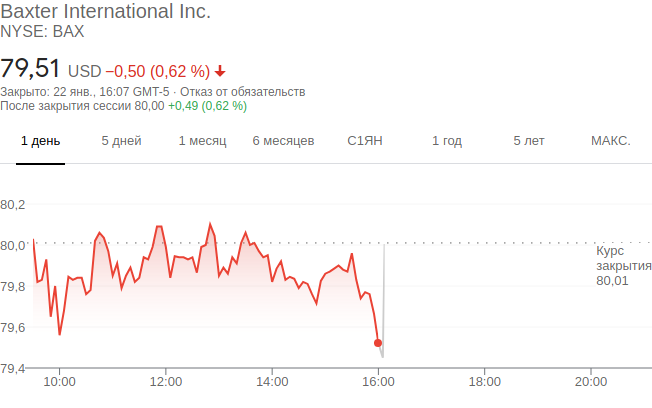 Baxter International Inc.
NYSE: BAX
79,51 USD −0,50 (0,62 %)
Закрыто: 22 янв., 16:07 GMT-5 · Отказ от обязательств
После закрытия сессии 80,00 +0,49 (0,62 %)
1 день 5 дней 1 месяц 6 месяцев С1ЯН 1 год 5 лет МАКС.
80,2
80,0
Курс
закрытия
80,01
79,8
79,6
79,4
10:00 12:00 14:00 16:00 18:00 20:00